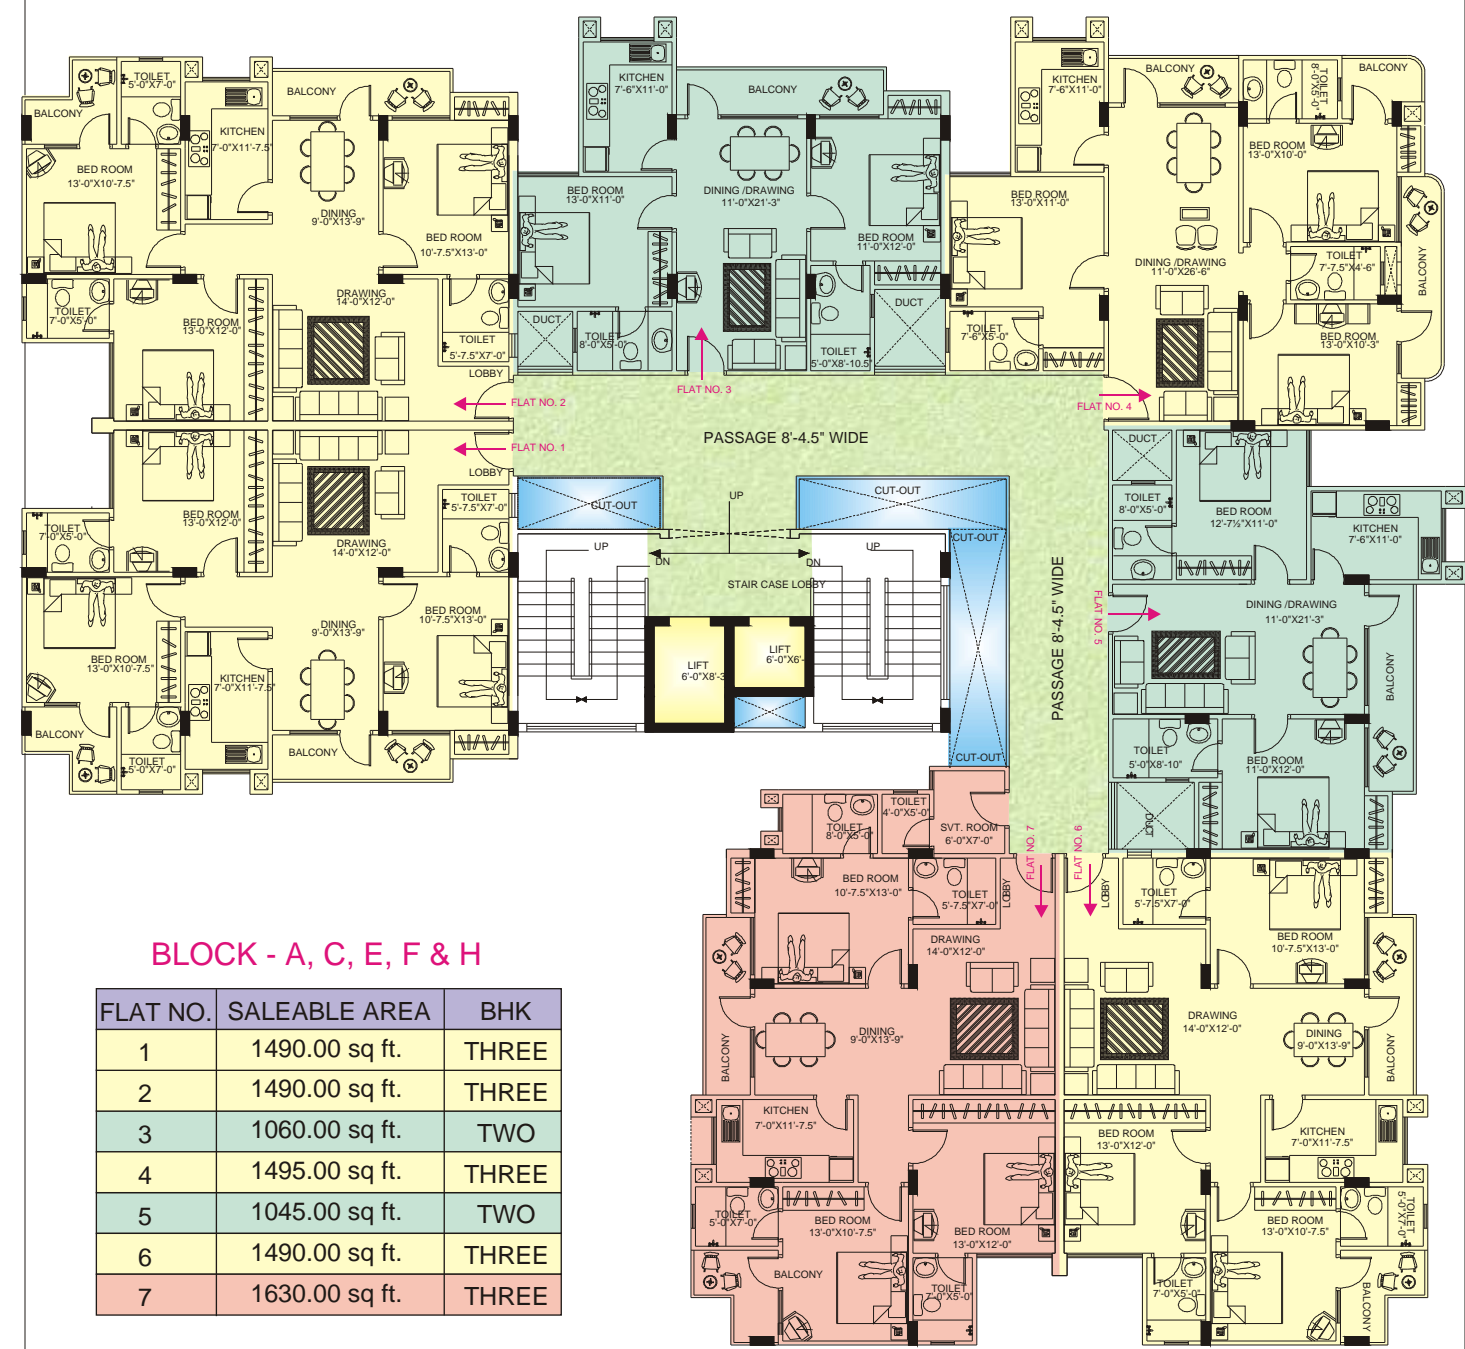 BALCONY
TOILET
5'-0"X7'-0"
KITCHEN
7'-0"X11'-7.5"
BALCONY
BED ROOM
13'-0"X10'-7.5"
DINING
9'-0"X13'-9"
BED ROOM
10'-7.5"X13'-0"
TOILET
7'-0"X5'-0"
BED ROOM
13'-0"X12'-0"
DRAWING
14'-0"X12'-0"
TOILET
5'-7.5"X7'-0"
LOBBY
FLAT NO. 2
KITCHEN
7'-6"X11'-0"
BALCONY
BED ROOM
13'-0"X11'-0"
DINING /DRAWING
11'-0"X21'-3"
BED ROOM
11'-0"X12'-0"
DUCT
TOILET
8'-0"X5'-0"
TOILET
5'-0"X8'-10.5"
DUCT
FLAT NO. 3
KITCHEN
7'-6"X11'-0"
BALCONY
TOILET
8'-0"X5'-0"
BALCONY
BED ROOM
13'-0"X10'-0"
BED ROOM
13'-0"X11'-0"
DINING /DRAWING
11'-0"X26'-6"
TOILET
7'-7.5"X4'-6"
BALCONY
TOILET
7'-6"X5'-0"
BED ROOM
13'-0"X10'-3"
FLAT NO. 4
PASSAGE 8'-4.5" WIDE
FLAT NO. 1
LOBBY
TOILET
5'-7.5"X7'-0"
BED ROOM
13'-0"X12'-0"
TOILET
7'-0"X5'-0"
DRAWING
14'-0"X12'-0"
BED ROOM
10'-7.5"X13'-0"
DINING
9'-0"X13'-9"
BED ROOM
13'-0"X10'-7.5"
KITCHEN
7'-0"X11'-7.5"
BALCONY
TOILET
5'-0"X7'-0"
BALCONY
CUT-OUT
UP
CUT-OUT
CUT-OUT
UP
DN
UP
DN
STAIR CASE LOBBY
LIFT
6'-0"X8'-3
LIFT
6'-0"X6'-
CUT-OUT
PASSAGE 8'-4.5" WIDE
DUCT
TOILET
8'-0"X5'-0"
BED ROOM
12'-7½"X11'-0"
KITCHEN
7'-6"X11'-0"
FLAT NO. 5
DINING /DRAWING
11'-0"X21'-3"
BALCONY
TOILET
5'-0"X8'-10"
BED ROOM
11'-0"X12'-0"
DUCT
TOILET
8'-0"X5'-0"
TOILET
4'-0"X5'-0"
SVT. ROOM
6'-0"X7'-0"
FLAT NO. 7
FLAT NO. 6
BED ROOM
10'-7.5"X13'-0"
TOILET
5'-7.5"X7'-0"
LOBBY
LOBBY
TOILET
5'-7.5"X7'-0"
BED ROOM
10'-7.5"X13'-0"
DRAWING
14'-0"X12'-0"
DRAWING
14'-0"X12'-0"
DINING
9'-0"X13'-9"
DINING
9'-0"X13'-9"
BALCONY
BALCONY
KITCHEN
7'-0"X11'-7.5"
BED ROOM
13'-0"X12'-0"
KITCHEN
7'-0"X11'-7.5"
TOILET
5'-0"X7'-0"
BED ROOM
13'-0"X10'-7.5"
BED ROOM
13'-0"X12'-0"
BED ROOM
13'-0"X10'-7.5"
TOILET
5'-0"X7'-0"
BALCONY
TOILET
7'-0"X5'-0"
TOILET
7'-0"X5'-0"
BALCONY
BLOCK - A, C, E, F & H
FLAT NO. SALEABLE AREA BHK
1 1490.00 sq ft. THREE
2 1490.00 sq ft. THREE
3 1060.00 sq ft. TWO
4 1495.00 sq ft. THREE
5 1045.00 sq ft. TWO
6 1490.00 sq ft. THREE
7 1630.00 sq ft. THREE